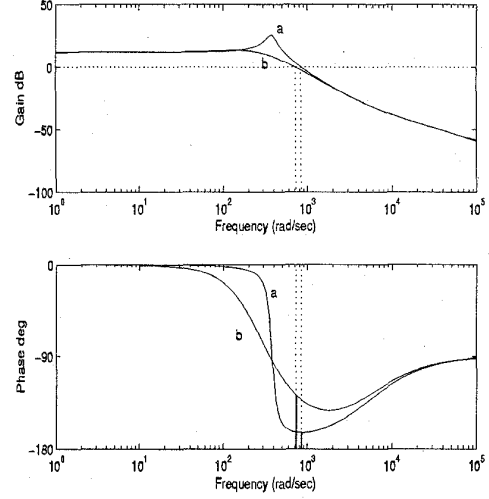 50
a
0
b
Gain dB
-50
-100
10^0 10^1 10^2 10^3 10^4 10^5
Frequency (rad/sec)
0
a
b
Phase deg
-90
-180
10^0 10^1 10^2 10^3 10^4 10^5
Frequency (rad/sec)